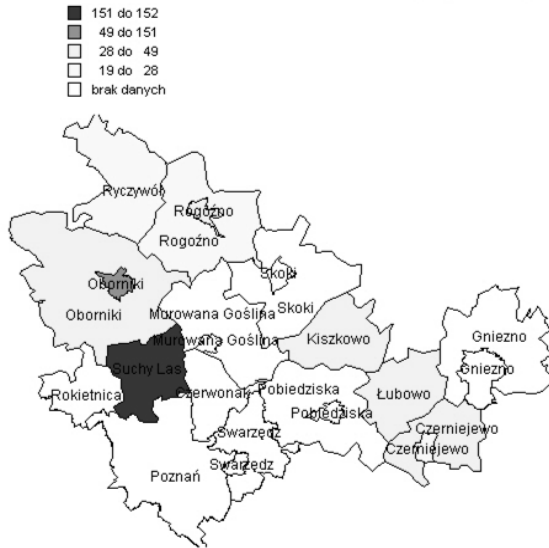 151 do 152
49 do 151
28 do 49
19 do 28
brak danych
Ryczywół
Rogoźno
Rogoźno
Oborniki
Oborniki
Skoki
Skoki
Murowana Goślina
Murowana Goślina
Kiszkowo
Gniezno
Gniezno
Suchy Las
Rokietnica
Czerwonak
Pobiedziska
Pobiedziska
Łubowo
Czerniejewo
Czerniejewo
Swarzędz
Swarzędz
Poznań